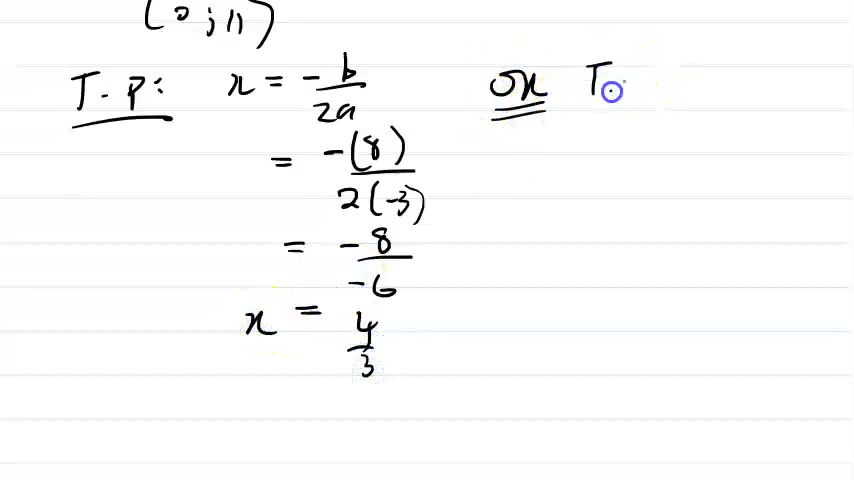 (0;11)
T.P: x = -b/2a OR T
= -(8)/2(-3)
= -8/-6
x = 4/3